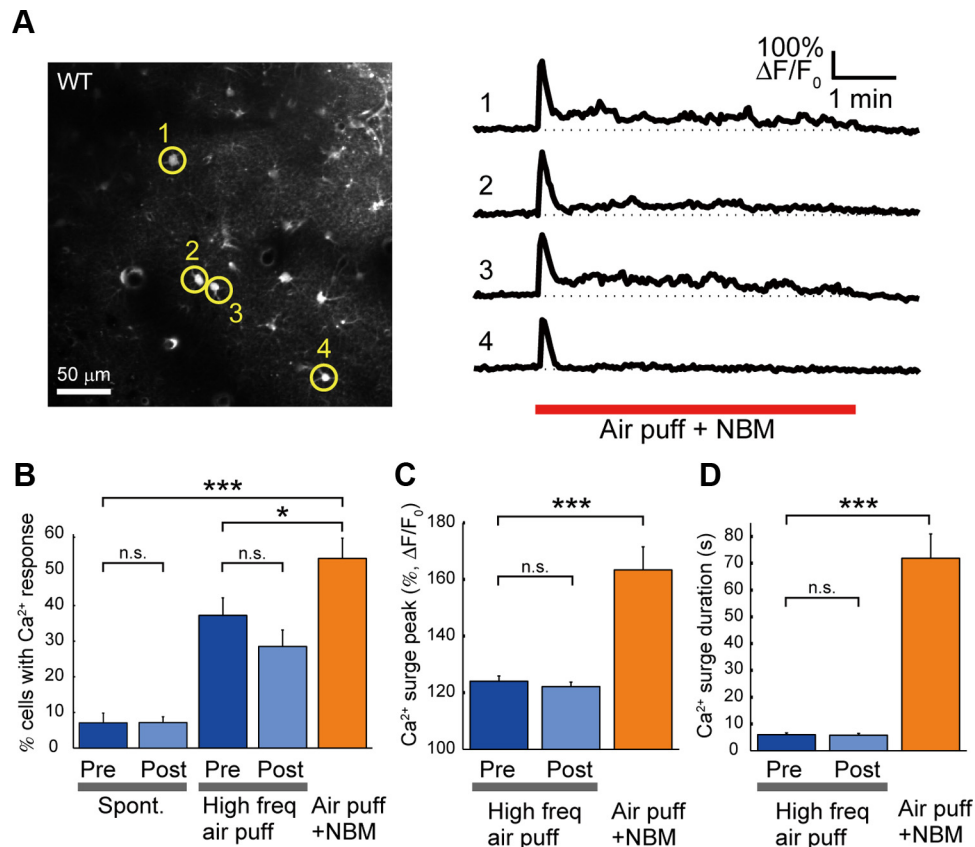 A
WT
1
2
3
4
50 μm
100%
ΔF/F₀
1 min
1
2
3
4
Air puff + NBM
B
% cells with Ca²⁺ response
60
50
40
30
20
10
0
***
*
n.s.
n.s.
Pre Post Pre Post
Spont. High freq air puff Air puff +NBM
C
Ca²⁺ surge peak (%, ΔF/F₀)
180
160
140
120
100
***
n.s.
Pre Post
High freq air puff Air puff +NBM
D
Ca²⁺ surge duration (s)
80
70
60
50
40
30
20
10
0
***
n.s.
Pre Post
High freq air puff Air puff +NBM